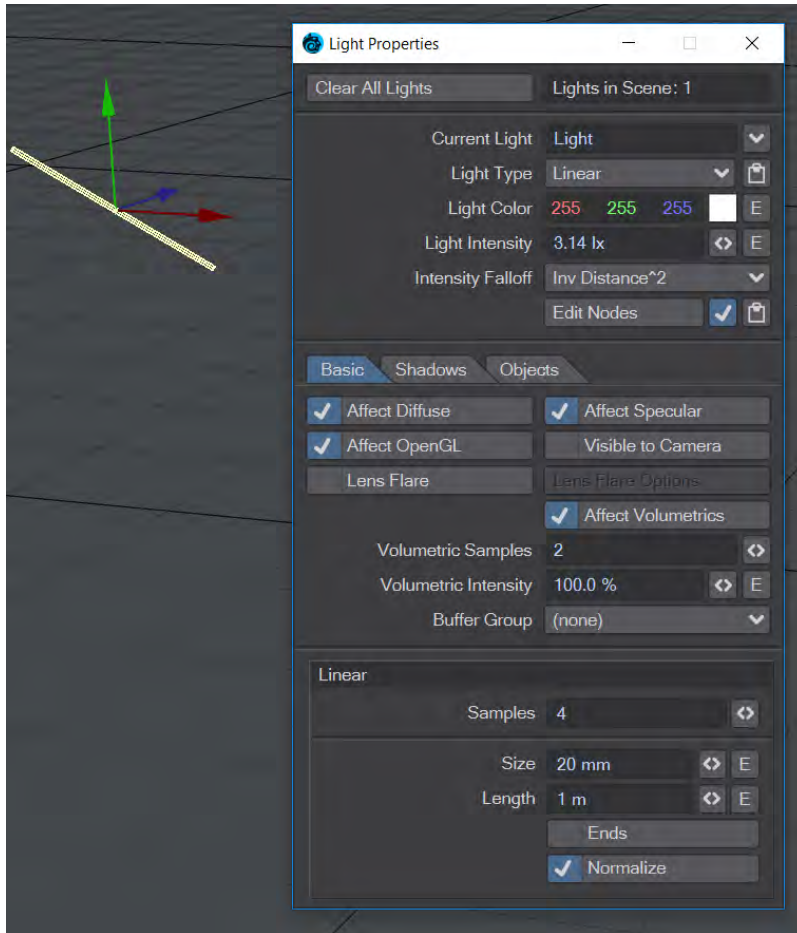 Light Properties
Clear All Lights Lights in Scene: 1
Current Light Light
Light Type Linear
Light Color 255 255 255 E
Light Intensity 3.14 lx E
Intensity Falloff Inv Distance^2
Edit Nodes
Basic Shadows Objects
Affect Diffuse Affect Specular
Affect OpenGL Visible to Camera
Lens Flare Lens Flare Options
Affect Volumetrics
Volumetric Samples 2
Volumetric Intensity 100.0 % E
Buffer Group (none)
Linear
Samples 4
Size 20 mm E
Length 1 m E
Ends
Normalize